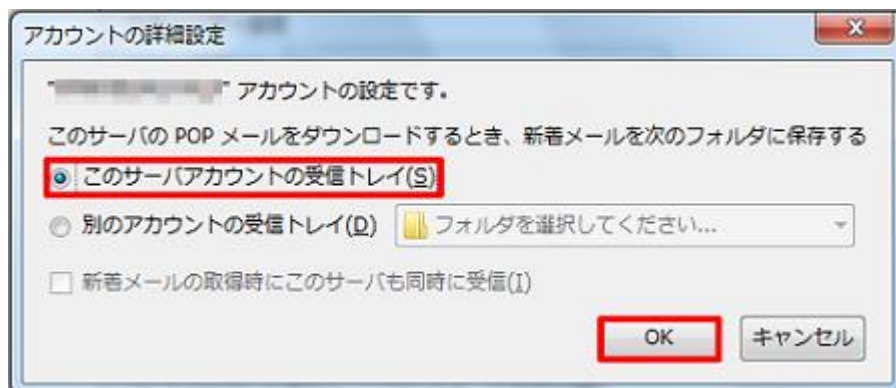 アカウントの詳細設定
" " アカウントの設定です。
このサーバの POP メールをダウンロードするとき、新着メールを次のフォルダに保存する
このサーバアカウントの受信トレイ(S)
別のアカウントの受信トレイ(D) フォルダを選択してください...
新着メールの取得時にこのサーバも同時に受信(I)
OK キャンセル